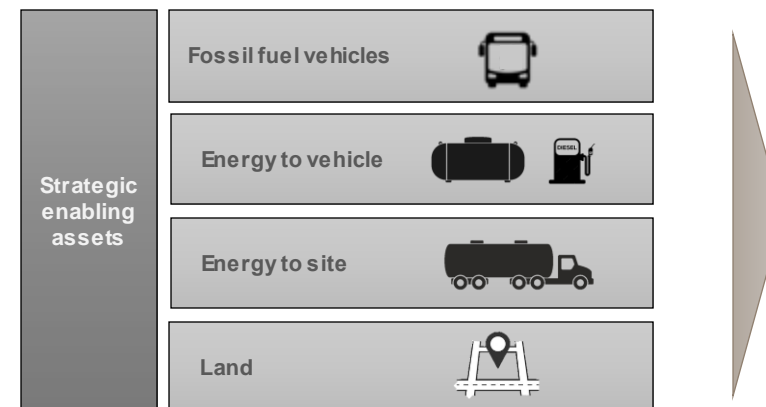 Strategic
enabling
assets
Fossil fuel vehicles
Energy to vehicle
DIESEL
Energy to site
Land